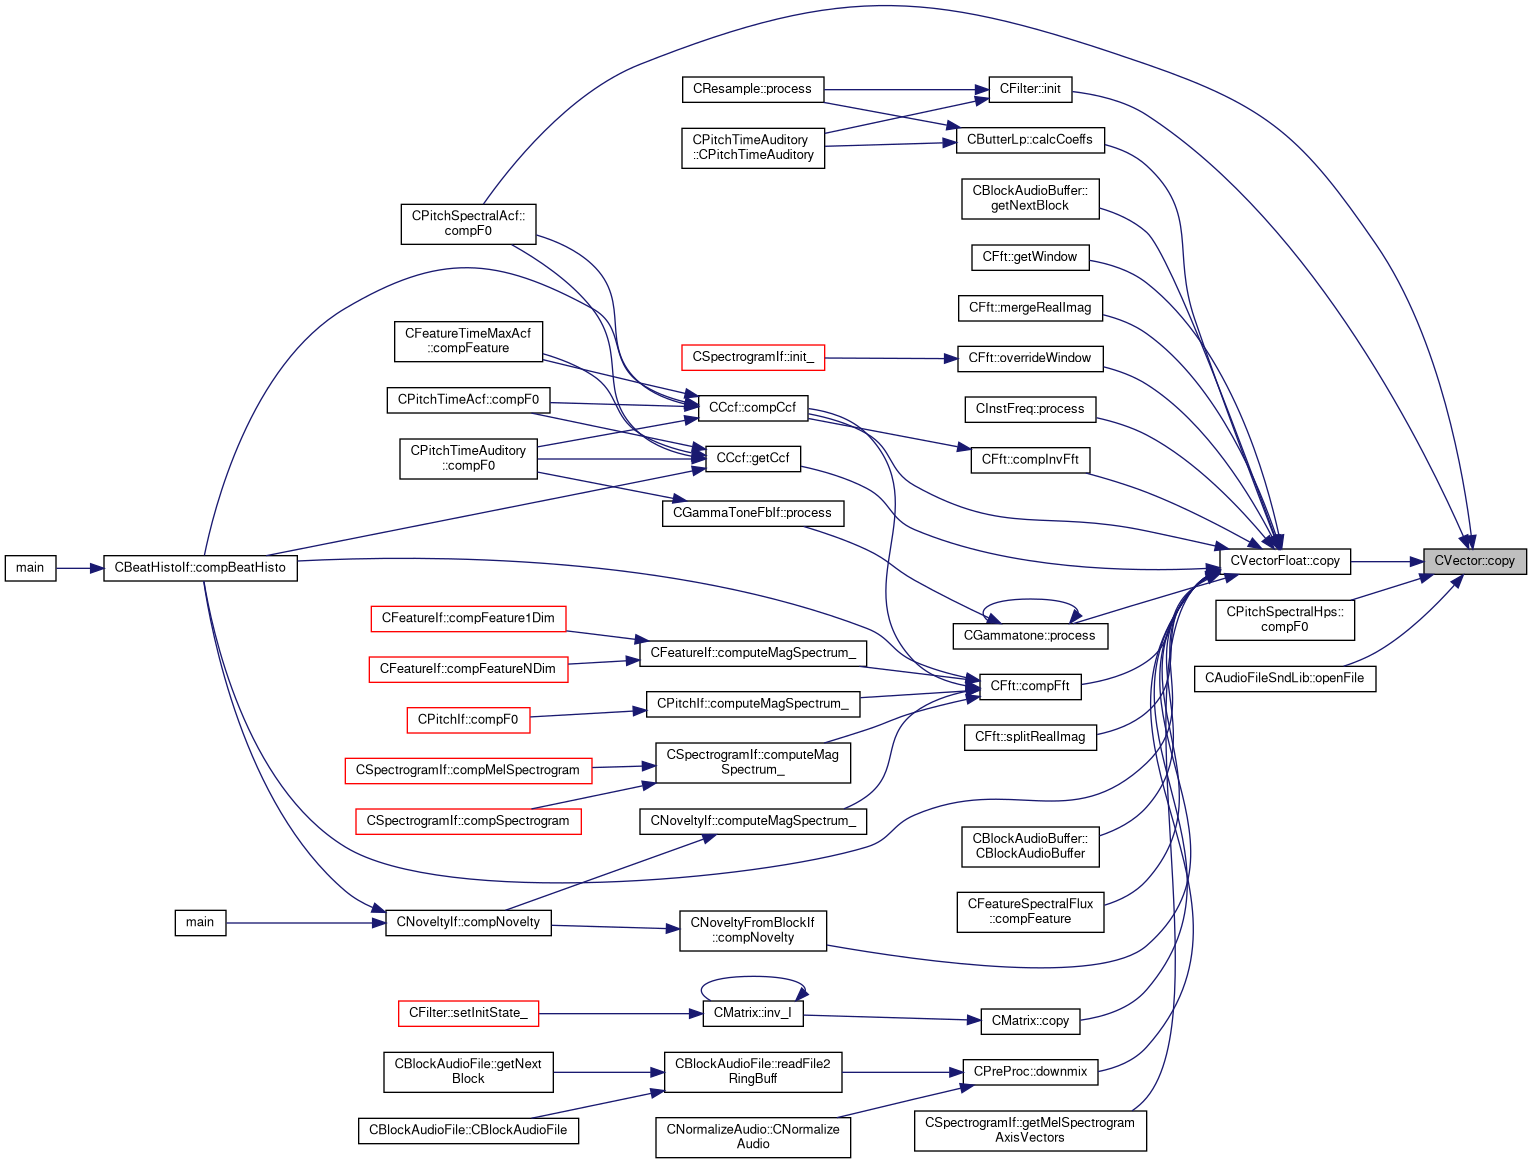 CResample::process
CFilter::init
CPitchTimeAuditory
::CPitchTimeAuditory
CButterLp::calcCoeffs
CBlockAudioBuffer::
getNextBlock
CPitchSpectralAcf::
compF0
CFft::getWindow
CFft::mergeRealImag
CFeatureTimeMaxAcf
::compFeature
CSpectrogramIf::init_
CFft::overrideWindow
CPitchTimeAcf::compF0
CCcf::compCcf
CInstFreq::process
CPitchTimeAuditory
::compF0
CCcf::getCcf
CFft::compInvFft
CGammaToneFbIf::process
main
CBeatHistoIf::compBeatHisto
CVectorFloat::copy
CVector::copy
CFeatureIf::compFeature1Dim
CGammatone::process
CPitchSpectralHps::
compF0
CFeatureIf::computeMagSpectrum_
CFeatureIf::compFeatureNDim
CFft::compFft
CAudioFileSndLib::openFile
CPitchIf::computeMagSpectrum_
CPitchIf::compF0
CFft::splitRealImag
CSpectrogramIf::computeMag
Spectrum_
CSpectrogramIf::compMelSpectrogram
CSpectrogramIf::compSpectrogram
CNoveltyIf::computeMagSpectrum_
CBlockAudioBuffer::
CBlockAudioBuffer
CFeatureSpectralFlux
::compFeature
main
CNoveltyIf::compNovelty
CNoveltyFromBlockIf
::compNovelty
CFilter::setInitState_
CMatrix::inv_I
CMatrix::copy
CBlockAudioFile::getNext
Block
CBlockAudioFile::readFile2
RingBuff
CPreProc::downmix
CBlockAudioFile::CBlockAudioFile
CNormalizeAudio::CNormalize
Audio
CSpectrogramIf::getMelSpectrogram
AxisVectors